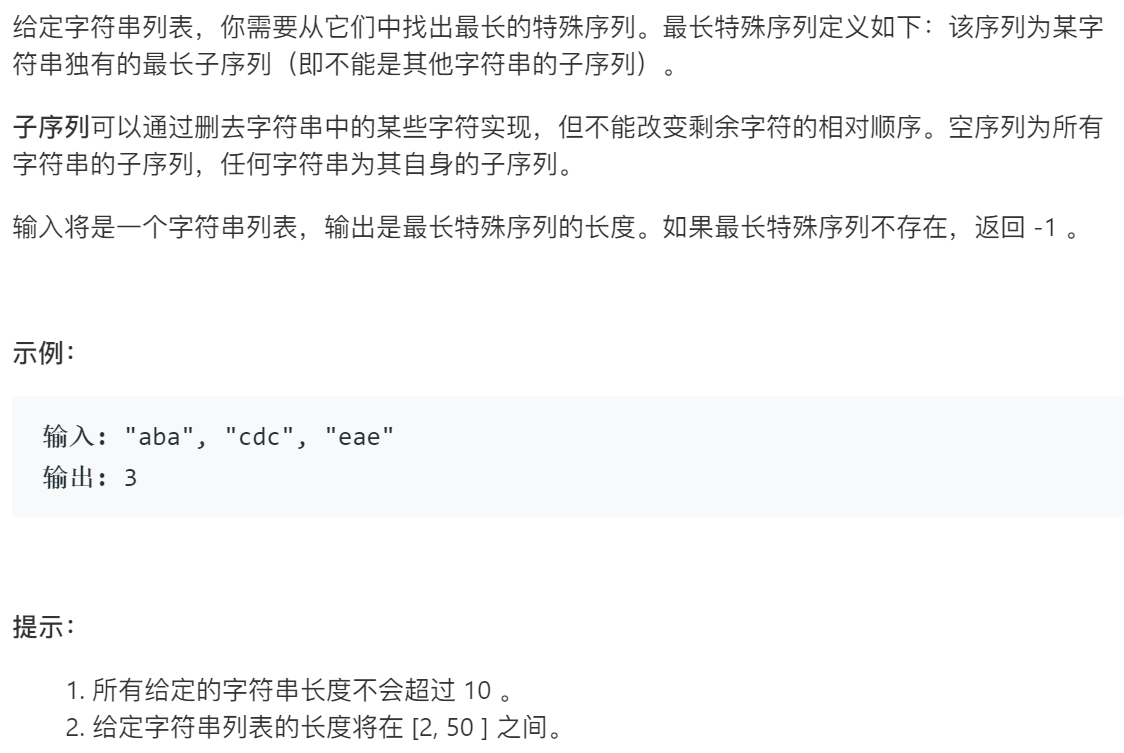 给定字符串列表，你需要从它们中找出最长的特殊序列。最长特殊序列定义如下：该序列为某字
符串独有的最长子序列（即不能是其他字符串的子序列）。
子序列可以通过删去字符串中的某些字符实现，但不能改变剩余字符的相对顺序。空序列为所有
字符串的子序列，任何字符串为其自身的子序列。
输入将是一个字符串列表，输出是最长特殊序列的长度。如果最长特殊序列不存在，返回 -1 。
示例：
输入: "aba", "cdc", "eae"
输出: 3
提示：
1. 所有给定的字符串长度不会超过 10 。
2. 给定字符串列表的长度将在 [2, 50 ] 之间。